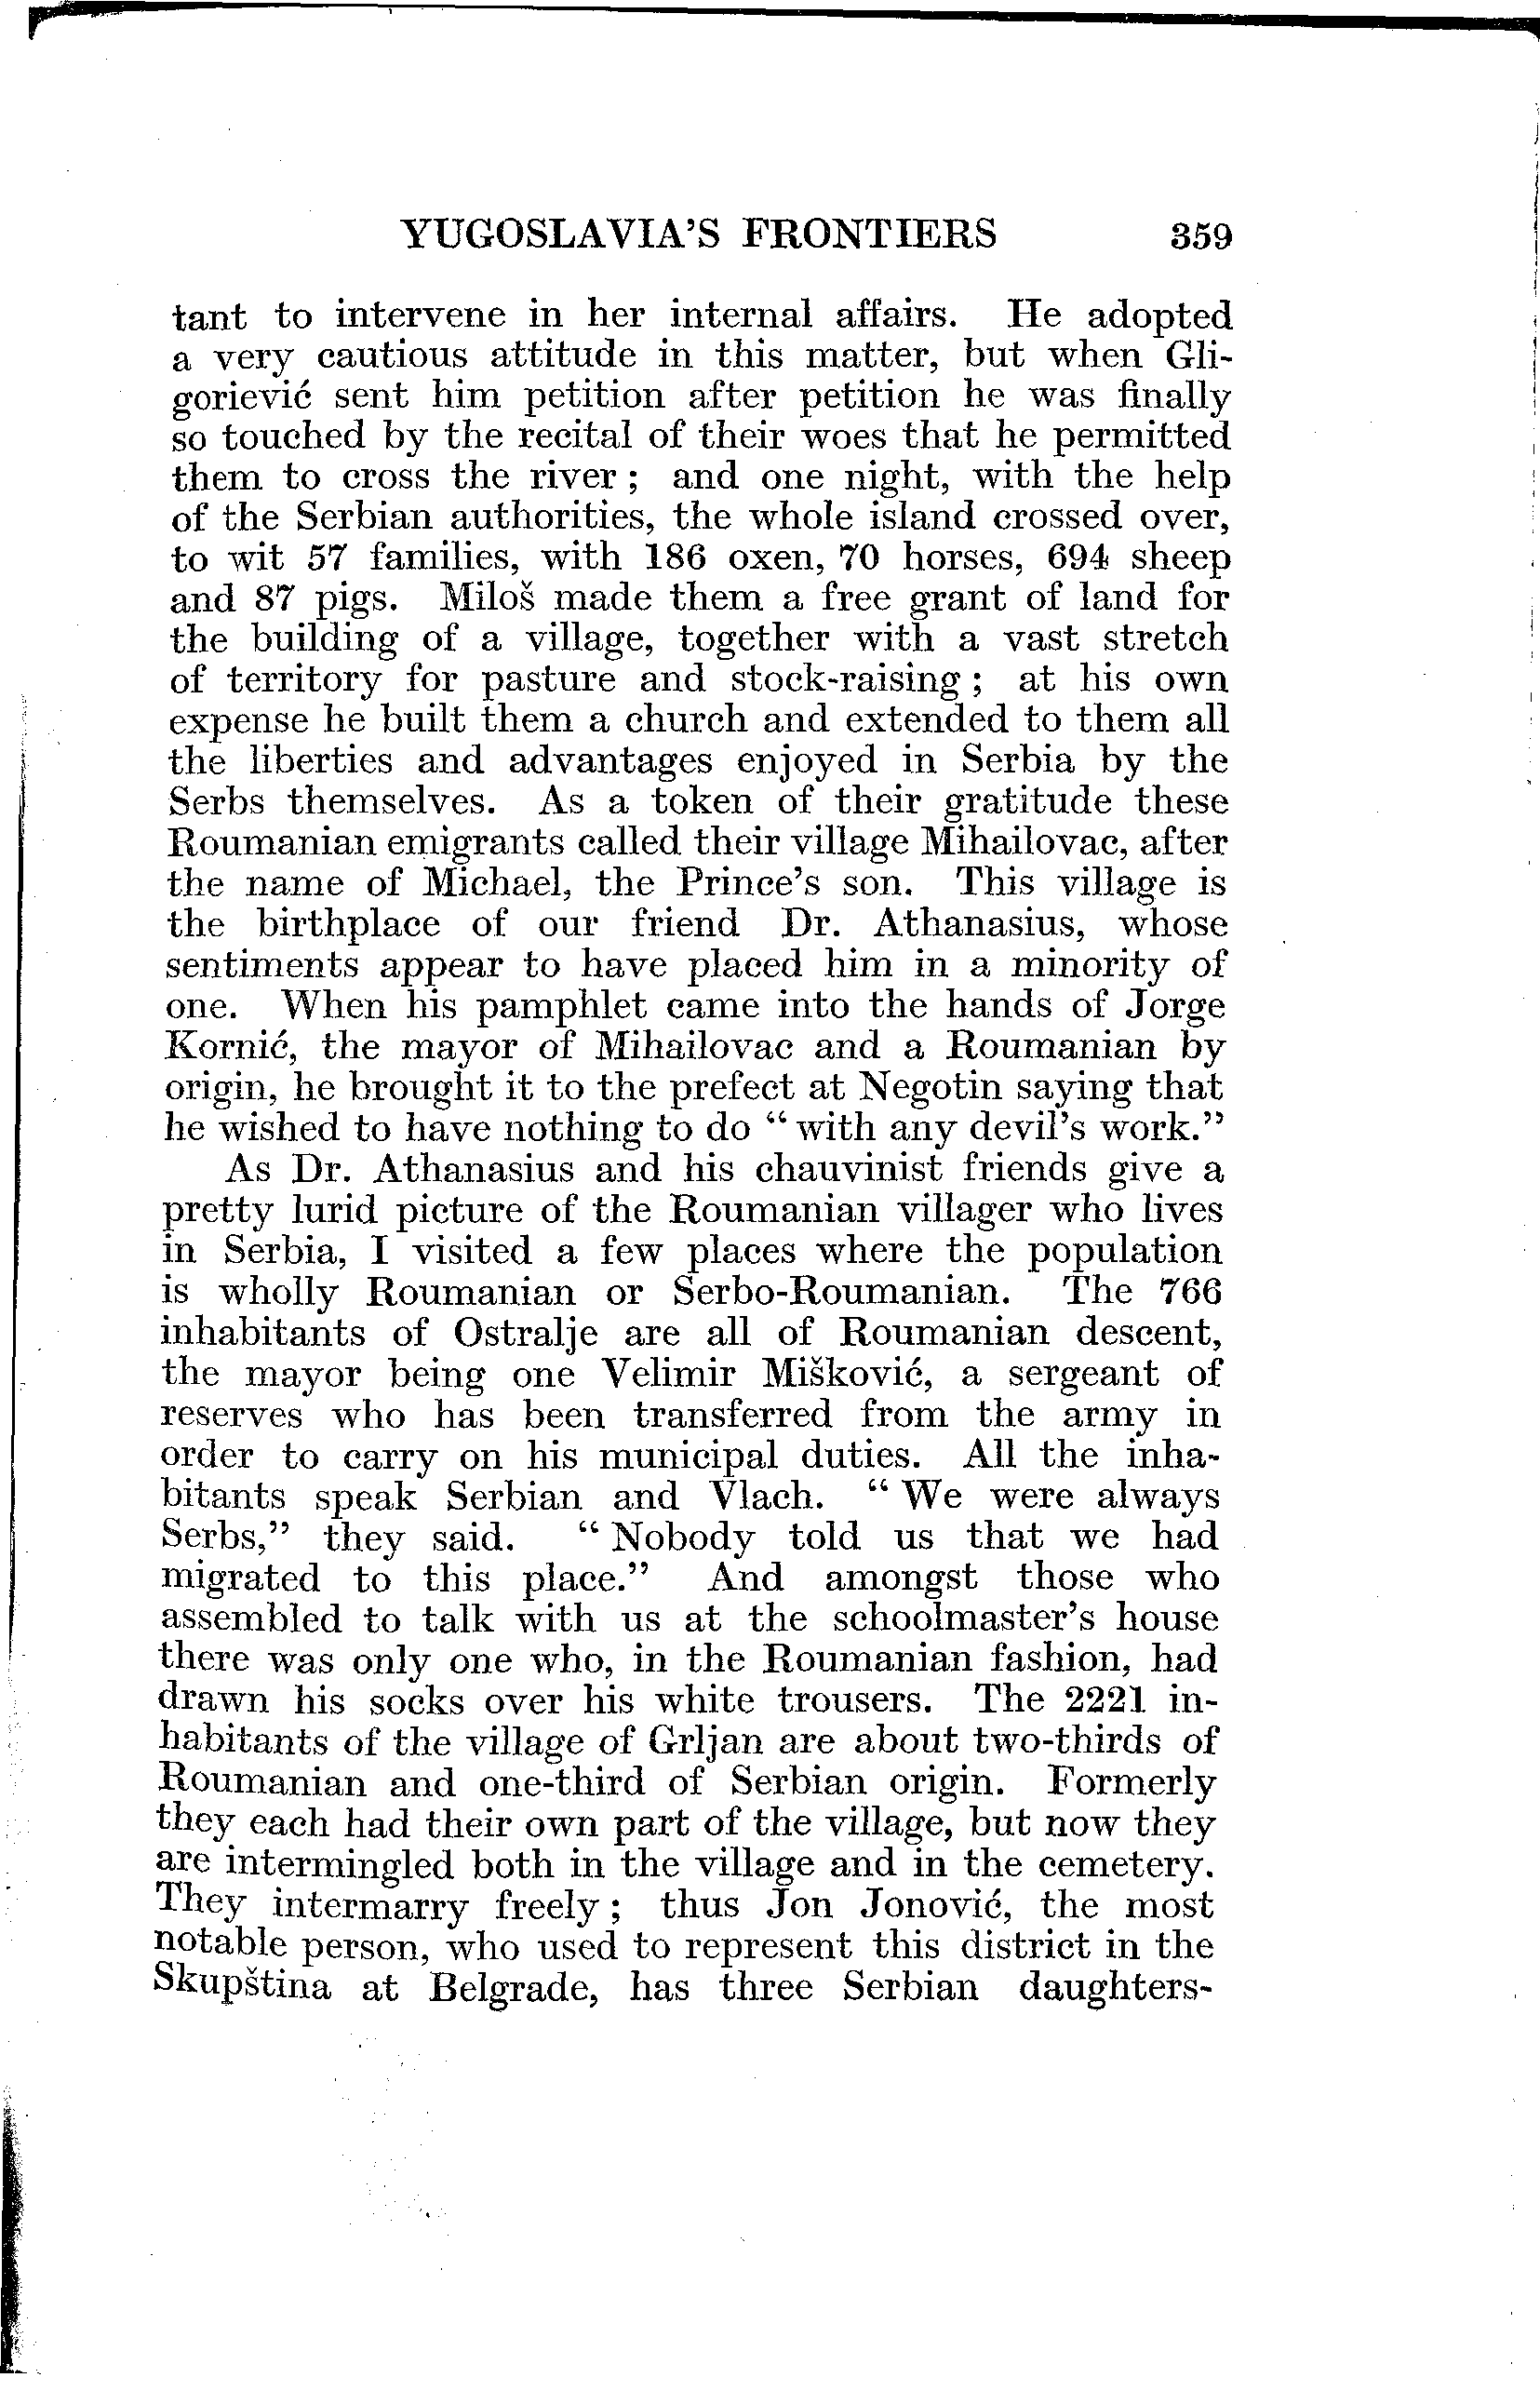 YUGOSLAVIA'S FRONTIERS 359
tant to intervene in her internal affairs. He adopted
a very cautious attitude in this matter, but when Gli-
goriević sent him petition after petition he was finally
so touched by the recital of their woes that he permitted
them to cross the river ; and one night, with the help
of the Serbian authorities, the whole island crossed over,
to wit 57 families, with 186 oxen, 70 horses, 694 sheep
and 87 pigs. Miloš made them a free grant of land for
the building of a village, together with a vast stretch
of territory for pasture and stock-raising ; at his own
expense he built them a church and extended to them all
the liberties and advantages enjoyed in Serbia by the
Serbs themselves. As a token of their gratitude these
Roumanian emigrants called their village Mihailovac, after
the name of Michael, the Prince's son. This village is
the birthplace of our friend Dr. Athanasius, whose
sentiments appear to have placed him in a minority of
one. When his pamphlet came into the hands of Jorge
Kornić, the mayor of Mihailovac and a Roumanian by
origin, he brought it to the prefect at Negotin saying that
he wished to have nothing to do “ with any devil's work.”
As Dr. Athanasius and his chauvinist friends give a
pretty lurid picture of the Roumanian villager who lives
in Serbia, I visited a few places where the population
is wholly Roumanian or Serbo-Roumanian. The 766
inhabitants of Ostralje are all of Roumanian descent,
the mayor being one Velimir Mišković, a sergeant of
reserves who has been transferred from the army in
order to carry on his municipal duties. All the inha-
bitants speak Serbian and Vlach. “ We were always
Serbs,” they said. “ Nobody told us that we had
migrated to this place.” And amongst those who
assembled to talk with us at the schoolmaster's house
there was only one who, in the Roumanian fashion, had
drawn his socks over his white trousers. The 2221 in-
habitants of the village of Grljan are about two-thirds of
Roumanian and one-third of Serbian origin. Formerly
they each had their own part of the village, but now they
are intermingled both in the village and in the cemetery.
They intermarry freely ; thus Jon Jonović, the most
notable person, who used to represent this district in the
Skupština at Belgrade, has three Serbian daughters-